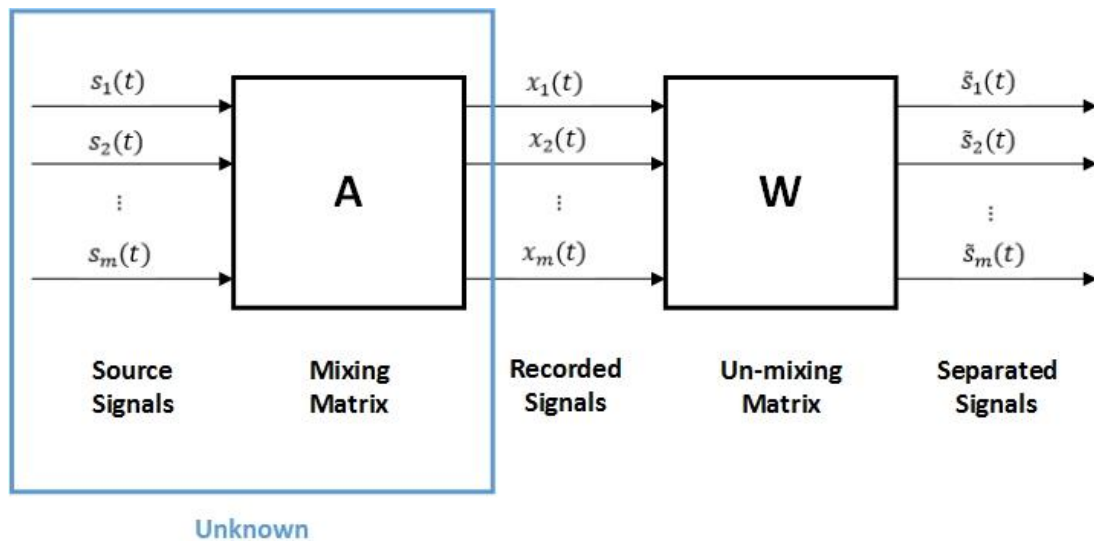 s₁(t) x₁(t) s̃₁(t)
s₂(t) x₂(t) s̃₂(t)
⋮ A ⋮ W ⋮
sₘ(t) xₘ(t) s̃ₘ(t)
Source Mixing Recorded Un-mixing Separated
Signals Matrix Signals Matrix Signals
Unknown